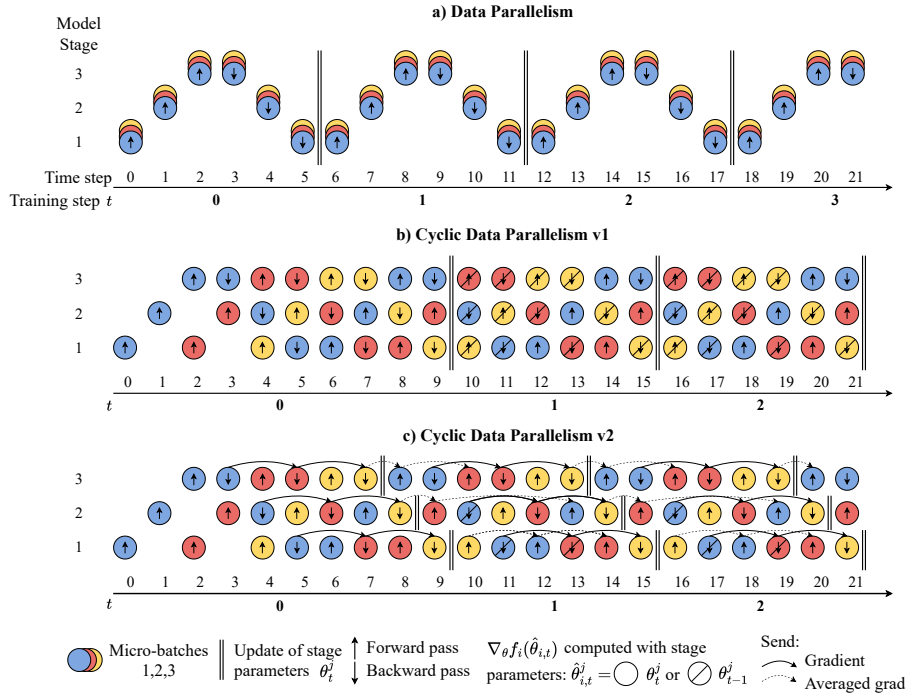 a) Data Parallelism
Model
Stage
3
2
1
Time step 0 1 2 3 4 5 6 7 8 9 10 11 12 13 14 15 16 17 18 19 20 21
Training step t 0 1 2 3
b) Cyclic Data Parallelism v1
3
2
1
0 1 2 3 4 5 6 7 8 9 10 11 12 13 14 15 16 17 18 19 20 21
t 0 1 2
c) Cyclic Data Parallelism v2
3
2
1
0 1 2 3 4 5 6 7 8 9 10 11 12 13 14 15 16 17 18 19 20 21
t 0 1 2
Micro-batches
1,2,3
Update of stage
parameters θ_t^j
Forward pass
Backward pass
∇_θ f_i(θ̂_{i,t}) computed with stage
parameters: θ̂_{i,t}^j = θ_t^j or θ_{t−1}^j
Send:
Gradient
Averaged grad